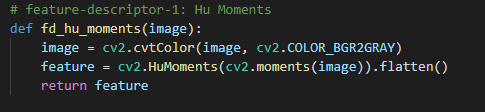 # feature-descriptor-1: Hu Moments
def fd_hu_moments(image):
    image = cv2.cvtColor(image, cv2.COLOR_BGR2GRAY)
    feature = cv2.HuMoments(cv2.moments(image)).flatten()
    return feature